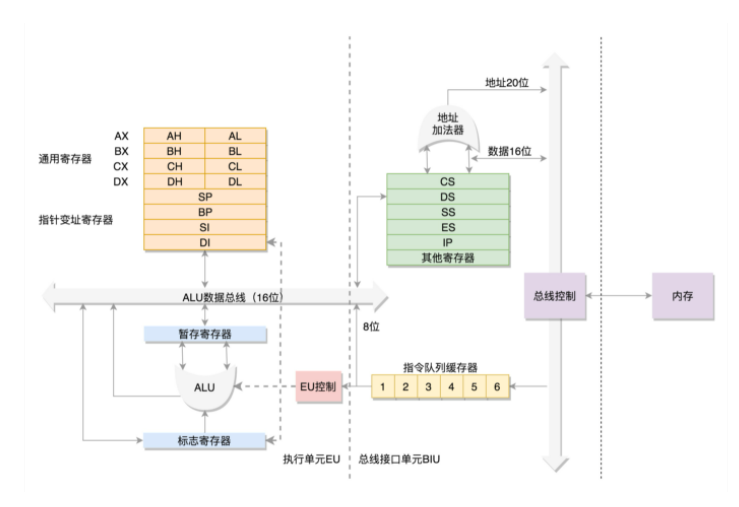 地址20位
地址
加法器
数据16位
通用寄存器
AX AH AL
BX BH BL
CX CH CL
DX DH DL
指针变址寄存器
SP
BP
SI
DI
CS
DS
SS
ES
IP
其他寄存器
ALU数据总线（16位）
总线控制
内存
暂存寄存器
8位
ALU
EU控制
指令队列缓存器
1 2 3 4 5 6
标志寄存器
执行单元EU
总线接口单元BIU